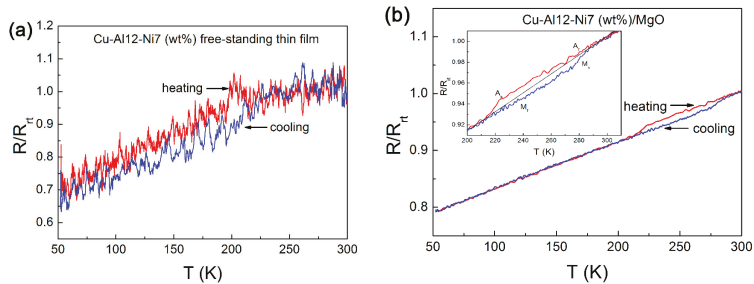 (a)
Cu-Al12-Ni7 (wt%) free-standing thin film
heating
cooling
R/Rrt
1.2
1.1
1.0
0.9
0.8
0.7
0.6
50 100 150 200 250 300
T (K)
(b)
Cu-Al12-Ni7 (wt%)/MgO
heating
cooling
R/Rrt
1.0
0.9
0.8
50 100 150 200 250 300
T (K)
R/Rrt
1.00
0.98
0.96
0.94
0.92
200 220 240 260 280 300
T (K)
Af
Ms
As
Mf